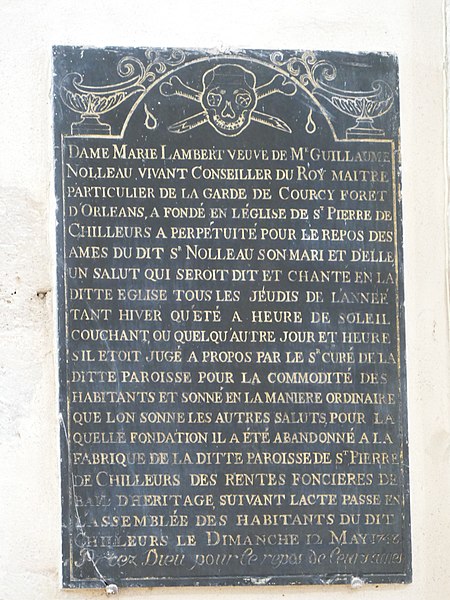 DAME MARIE LAMBERT VEUVE DE Mr GUILLAUME
NOLLEAU, VIVANT CONSEILLER DU ROY MAITRE
PARTICULIER DE LA GARDE DE COURCY FORET
D'ORLEANS, A FONDÉ EN L'ÉGLISE DE St PIERRE DE
CHILLEURS A PERPETUITÉ POUR LE REPOS DES
AMES DU DIT Sr NOLLEAU SON MARI ET D'ELLE
UN SALUT QUI SEROIT DIT ET CHANTÉ EN LA
DITTE EGLISE TOUS LES JEUDIS DE L'ANNEE
TANT HIVER QU'ÉTÉ A HEURE DE SOLEIL
COUCHANT, OU QUELQU'AUTRE JOUR ET HEURE
S'IL ETOIT JUGÉ A PROPOS PAR LE Sr CURÉ DE LA
DITTE PAROISSE POUR LA COMMODITÉ DES
HABITANTS ET SONNÉ EN LA MANIERE ORDINAIRE
QUE L'ON SONNE LES AUTRES SALUTS, POUR LA
QUELLE FONDATION IL A ÉTÉ ABANDONNÉ A LA
FABRIQUE DE LA DITTE PAROISSE DE St PIERRE
DE CHILLEURS DES RENTES FONCIERES DE
BAIL D'HERITAGE, SUIVANT L'ACTE PASSE EN
L'ASSEMBLÉE DES HABITANTS DU DIT
CHILLEURS LE DIMANCHE 12 MAY
Priez Dieu pour le repos de leurs ames